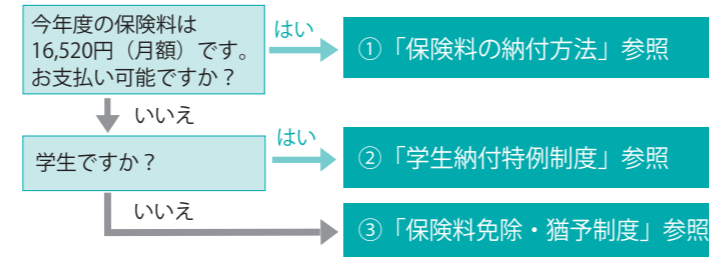 今年度の保険料は
16,520円（月額）です。
お支払い可能ですか？
はい
①「保険料の納付方法」参照
いいえ
学生ですか？
はい
②「学生納付特例制度」参照
いいえ
③「保険料免除・猶予制度」参照